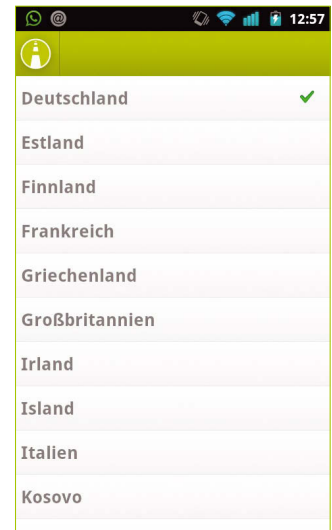 12:57
Deutschland
Estland
Finnland
Frankreich
Griechenland
Großbritannien
Irland
Island
Italien
Kosovo